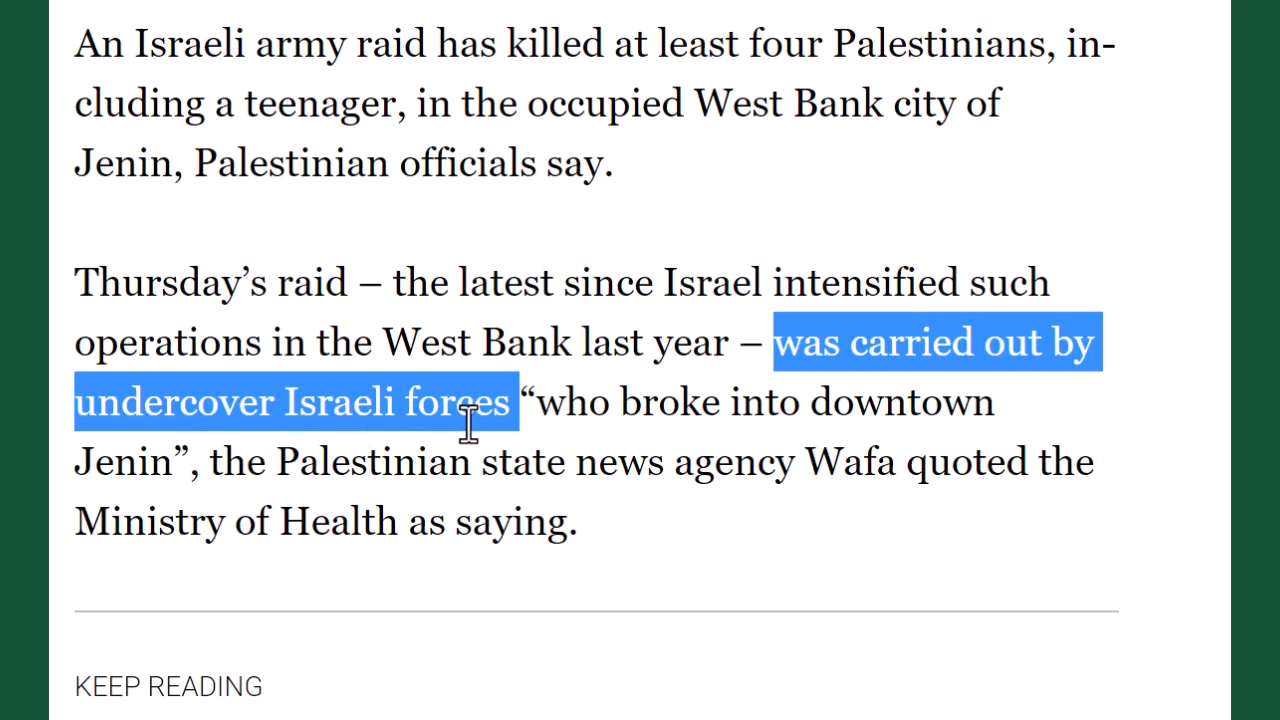 An Israeli army raid has killed at least four Palestinians, in-
cluding a teenager, in the occupied West Bank city of
Jenin, Palestinian officials say.
Thursday’s raid – the latest since Israel intensified such
operations in the West Bank last year – was carried out by
undercover Israeli forces “who broke into downtown
Jenin”, the Palestinian state news agency Wafa quoted the
Ministry of Health as saying.
KEEP READING